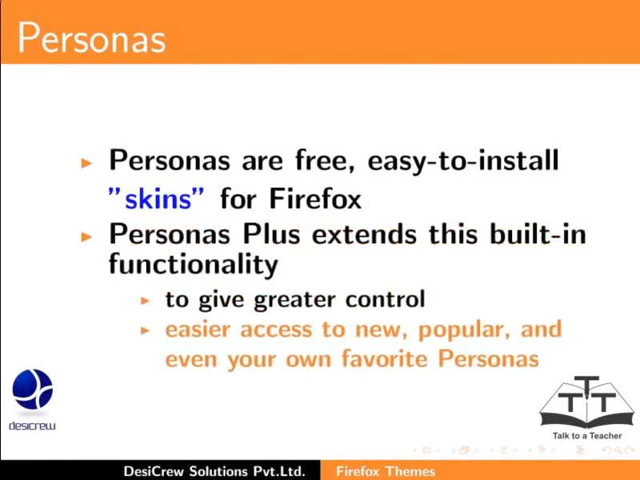 Personas
Personas are free, easy-to-install
”skins” for Firefox
Personas Plus extends this built-in
functionality
to give greater control
easier access to new, popular, and
even your own favorite Personas
desicrew
TTT
Talk to a Teacher
DesiCrew Solutions Pvt.Ltd. Firefox Themes